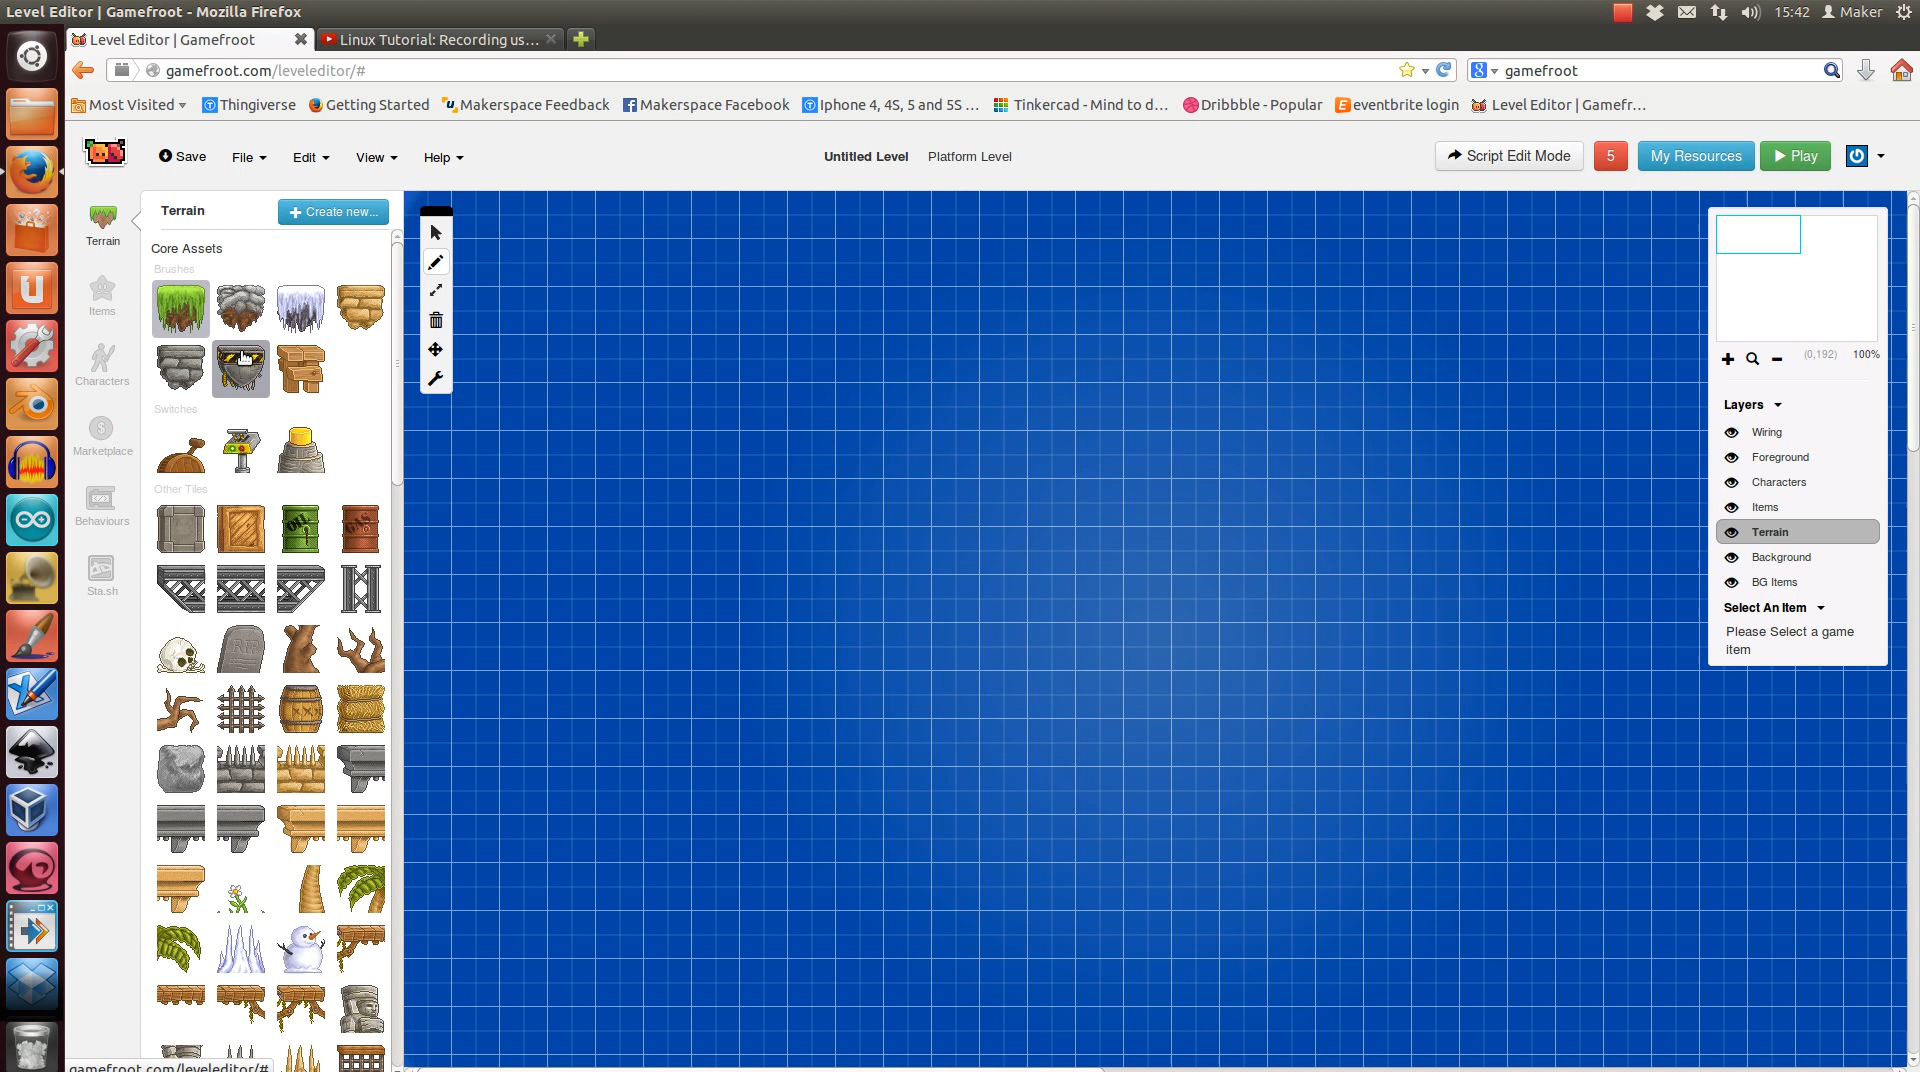 Level Editor | Gamefroot - Mozilla Firefox
15:42 Maker
Level Editor | Gamefroot
Linux Tutorial: Recording us...
gamefroot.com/leveleditor/#
gamefroot
Most Visited
Thingiverse
Getting Started
Makerspace Feedback
Makerspace Facebook
Iphone 4, 4S, 5 and 5S ...
Tinkercad - Mind to d...
Dribbble - Popular
eventbrite login
Level Editor | Gamefr...
Save
File
Edit
View
Help
Untitled Level
Platform Level
Script Edit Mode
5
My Resources
Play
Terrain
Items
Characters
Marketplace
Behaviours
Sta.sh
Terrain
Create new...
Core Assets
Brushes
Switches
Other Tiles
OIL
GAS
RIP
(0,192)
100%
Layers
Wiring
Foreground
Characters
Items
Terrain
Background
BG Items
Select An Item
Please Select a game
item
gamefroot.com/leveleditor/#